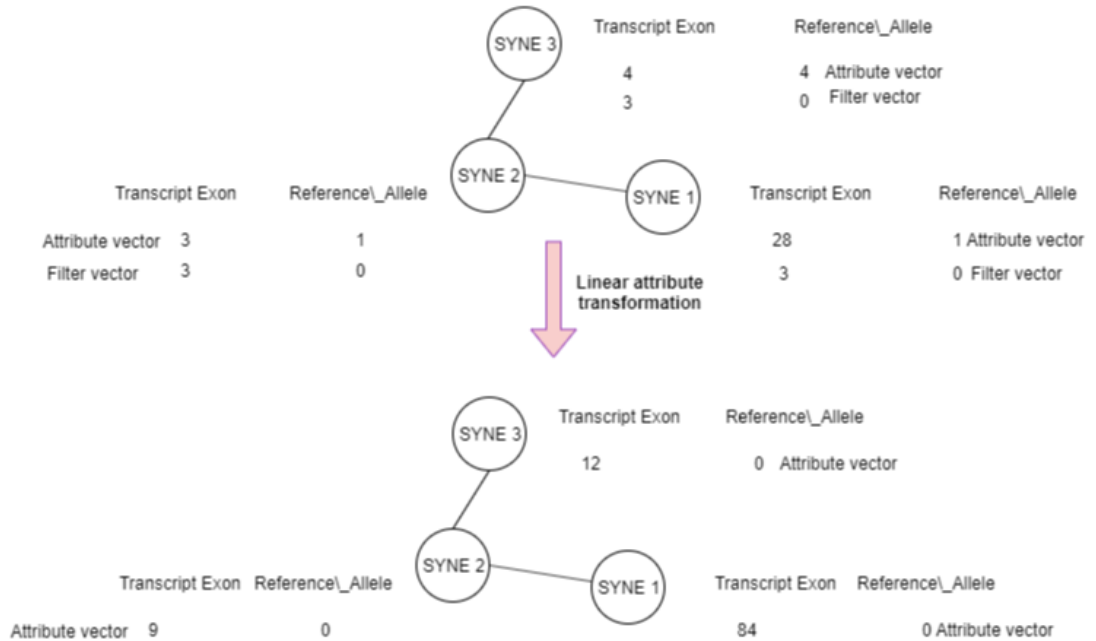 SYNE 3
Transcript Exon Reference\_Allele
4 4 Attribute vector
3 0 Filter vector
SYNE 2
SYNE 1
Transcript Exon Reference\_Allele
Attribute vector 3 1
Filter vector 3 0
Transcript Exon Reference\_Allele
28 1 Attribute vector
3 0 Filter vector
Linear attribute
transformation
SYNE 3
Transcript Exon Reference\_Allele
12 0 Attribute vector
SYNE 2
SYNE 1
Transcript Exon Reference\_Allele
Attribute vector 9 0
Transcript Exon Reference\_Allele
84 0 Attribute vector